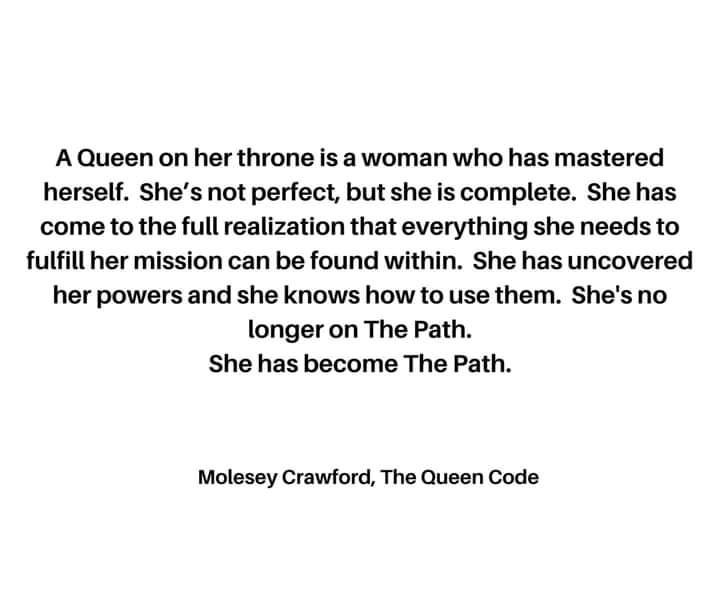 A Queen on her throne is a woman who has mastered
herself.  She’s not perfect, but she is complete.  She has
come to the full realization that everything she needs to
fulfill her mission can be found within.  She has uncovered
her powers and she knows how to use them.  She's no
longer on The Path.
She has become The Path.
Molesey Crawford, The Queen Code